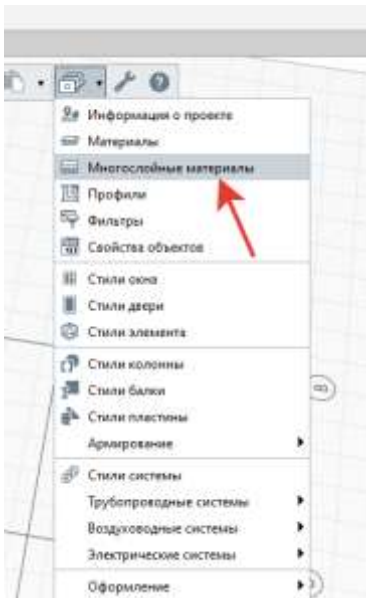 Информация о проекте
Материалы
Многослойные материалы
Профили
Фильтры
Свойства объектов
Стили окна
Стили двери
Стили элемента
Стили колонны
Стили балки
Стили пластины
Армирование
Стили системы
Трубопроводные системы
Воздуховодные системы
Электрические системы
Оформление